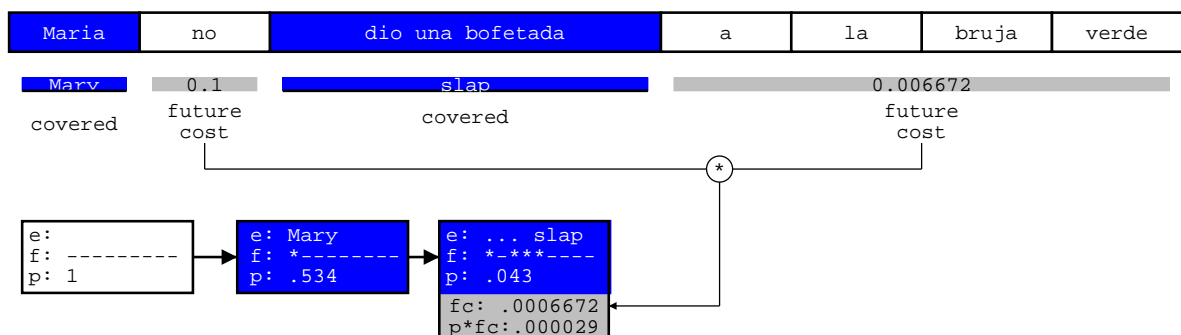 Maria no dio una bofetada a la bruja verde
Mary 0.1 slap 0.006672
covered future cost covered future cost
*
e:
f: ---------
p: 1
e: Mary
f: *--------
p: .534
e: ... slap
f: *-***----
p: .043
fc: .0006672
p*fc:.000029